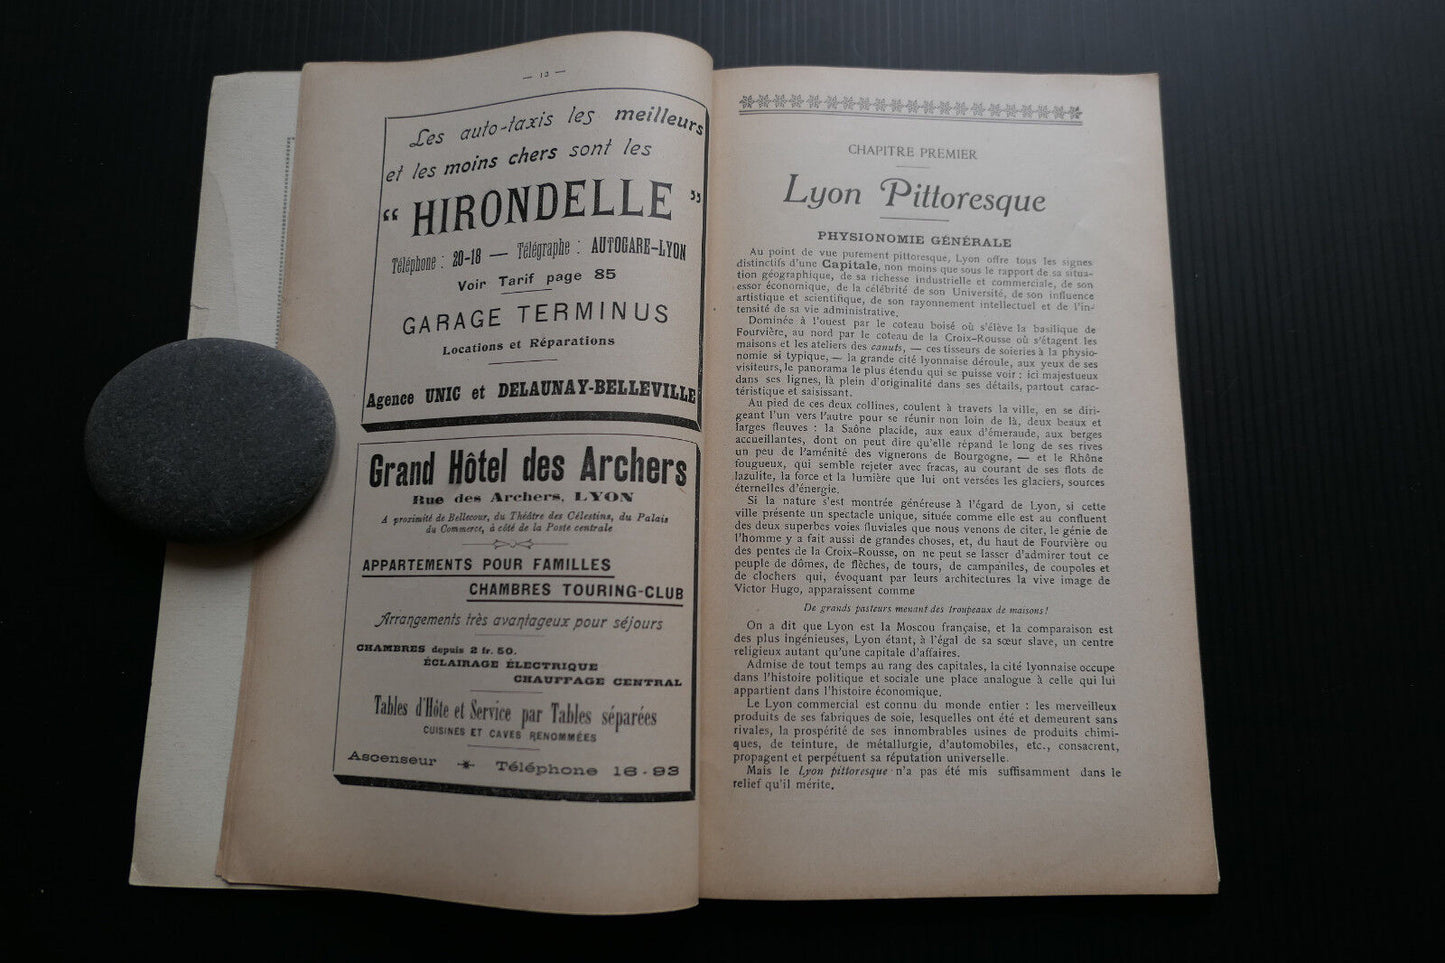 — 13 —
Les auto-taxis les meilleurs
et les moins chers sont les
“ HIRONDELLE ”
Téléphone : 20-18 — Télégraphe : AUTOGARE-LYON
Voir Tarif page 85
GARAGE TERMINUS
Locations et Réparations
Agence UNIC et DELAUNAY-BELLEVILLE
Grand Hôtel des Archers
Rue des Archers, LYON
A proximité de Bellecour, du Théâtre des Célestins, du Palais
du Commerce, à côté de la Poste centrale
APPARTEMENTS POUR FAMILLES
CHAMBRES TOURING-CLUB
Arrangements très avantageux pour séjours
CHAMBRES depuis 2 fr. 50.
ÉCLAIRAGE ÉLECTRIQUE
CHAUFFAGE CENTRAL
Tables d'Hôte et Service par Tables séparées
CUISINES ET CAVES RENOMMÉES
Ascenseur Téléphone 16-93
CHAPITRE PREMIER
Lyon Pittoresque
PHYSIONOMIE GÉNÉRALE
Au point de vue purement pittoresque, Lyon offre tous les signes
distinctifs d'une Capitale, non moins que sous le rapport de sa situa-
tion géographique, de sa richesse industrielle et commerciale, de son
essor économique, de la célébrité de son Université, de son influence
artistique et scientifique, de son rayonnement intellectuel et de l'in-
tensité de sa vie administrative.
Dominée à l'ouest par le coteau boisé où s'élève la basilique de
Fourvière, au nord par le coteau de la Croix-Rousse où s'étagent les
maisons et les ateliers des canuts, — ces tisseurs de soieries à la physio-
nomie si typique, — la grande cité lyonnaise déroule, aux yeux de ses
visiteurs, le panorama le plus étendu qui se puisse voir : ici majestueux
dans ses lignes, là plein d'originalité dans ses détails, partout carac-
téristique et saisissant.
Au pied de ces deux collines, coulent à travers la ville, en se diri-
geant l'un vers l'autre pour se réunir non loin de là, deux beaux et
larges fleuves : la Saône placide, aux eaux d'émeraude, aux berges
accueillantes, dont on peut dire qu'elle répand le long de ses rives
un peu de l'aménité des vignerons de Bourgogne, — et le Rhône
fougueux, qui semble rejeter avec fracas, au courant de ses flots de
lazulite, la force et la lumière que lui ont versées les glaciers, sources
éternelles d'énergie.
Si la nature s'est montrée généreuse à l'égard de Lyon, si cette
ville présente un spectacle unique, située comme elle est au confluent
des deux superbes voies fluviales que nous venons de citer, le génie de
l'homme y a fait aussi de grandes choses, et, du haut de Fourvière ou
des pentes de la Croix-Rousse, on ne peut se lasser d'admirer tout ce
peuple de dômes, de flèches, de tours, de campaniles, de coupoles et
de clochers qui, évoquant par leurs architectures la vive image de
Victor Hugo, apparaissent comme
De grands pasteurs menant des troupeaux de maisons !
On a dit que Lyon est la Moscou française, et la comparaison est
des plus ingénieuses, Lyon étant, à l'égal de sa sœur slave, un centre
religieux autant qu'une capitale d'affaires.
Admise de tout temps au rang des capitales, la cité lyonnaise occupe
dans l'histoire politique et sociale une place analogue à celle qui lui
appartient dans l'histoire économique.
Le Lyon commercial est connu du monde entier : les merveilleux
produits de ses fabriques de soie, lesquelles ont été et demeurent sans
rivales, la prospérité de ses innombrables usines de produits chimi-
ques, de teinture, de métallurgie, d'automobiles, etc., consacrent,
propagent et perpétuent sa réputation universelle.
Mais le Lyon pittoresque n'a pas été mis suffisamment dans le
relief qu'il mérite.